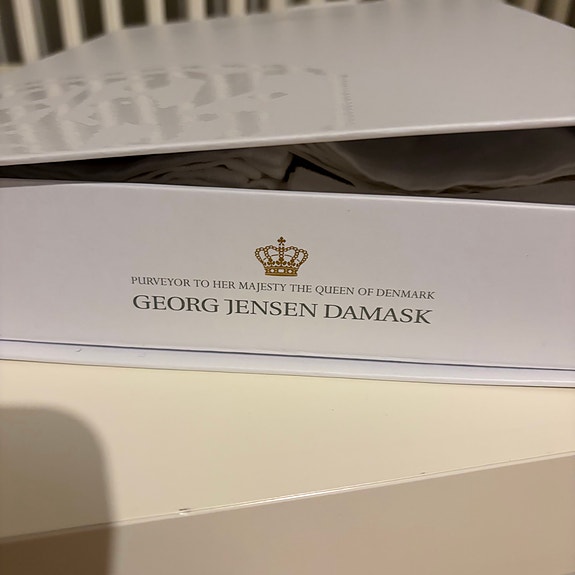 PURVEYOR TO HER MAJESTY THE QUEEN OF DENMARK
GEORG JENSEN DAMASK